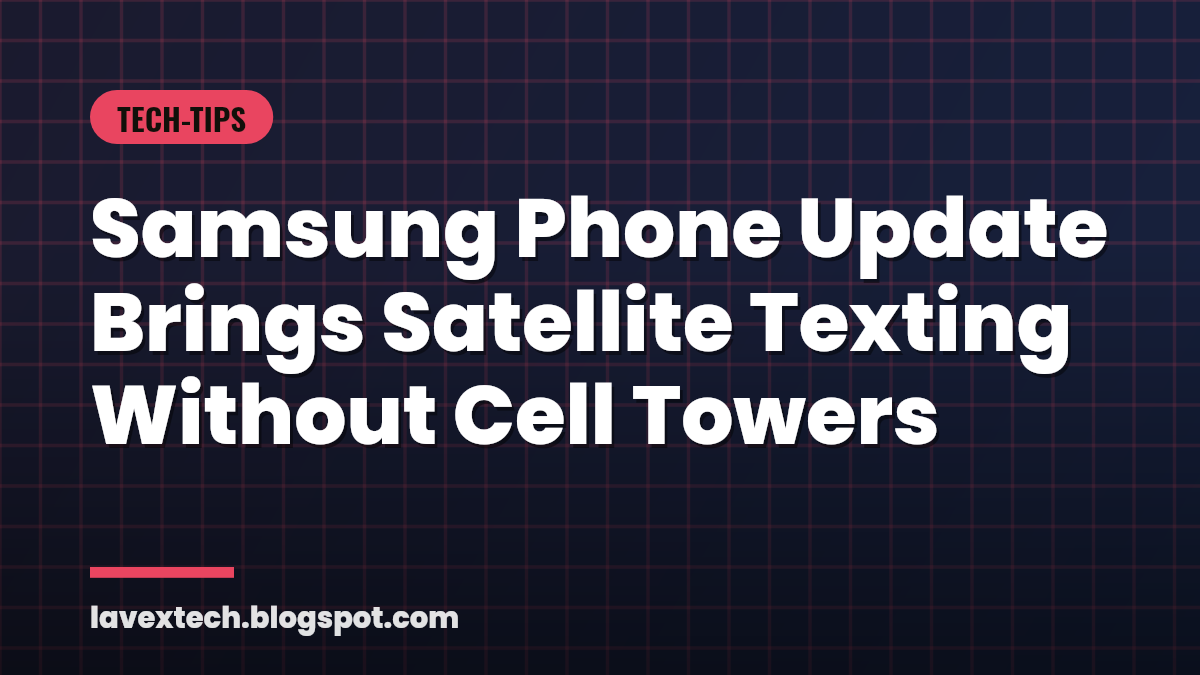 TECH-TIPS
Samsung Phone Update
Brings Satellite Texting
Without Cell Towers
lavextech.blogspot.com